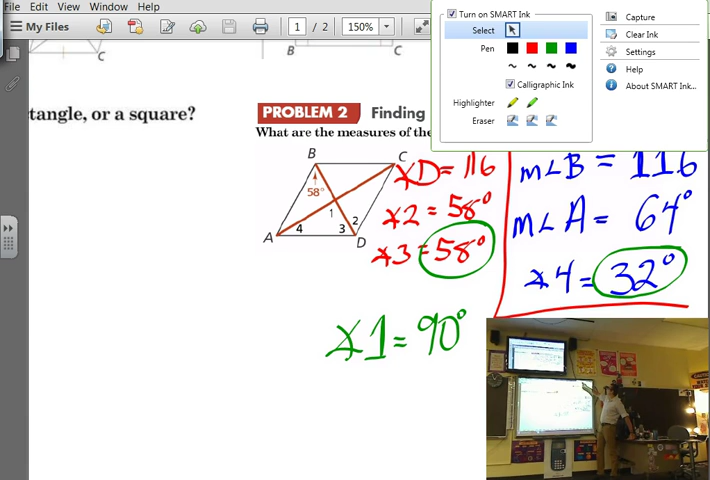 File Edit View Window Help
My Files 1 / 2 150%
Turn on SMART Ink
Select
Pen
Calligraphic Ink
Highlighter
Eraser
Capture
Clear Ink
Settings
Help
About SMART Ink...
C
B C
tangle, or a square?
PROBLEM 2 Finding
What are the measures of the
B C
58°
1 2
4 3
A D
∡D = 116
∡2 = 58°
∡3 = 58°
m∠B = 116
m∠A = 64°
∡4 = 32°
∡1 = 90°